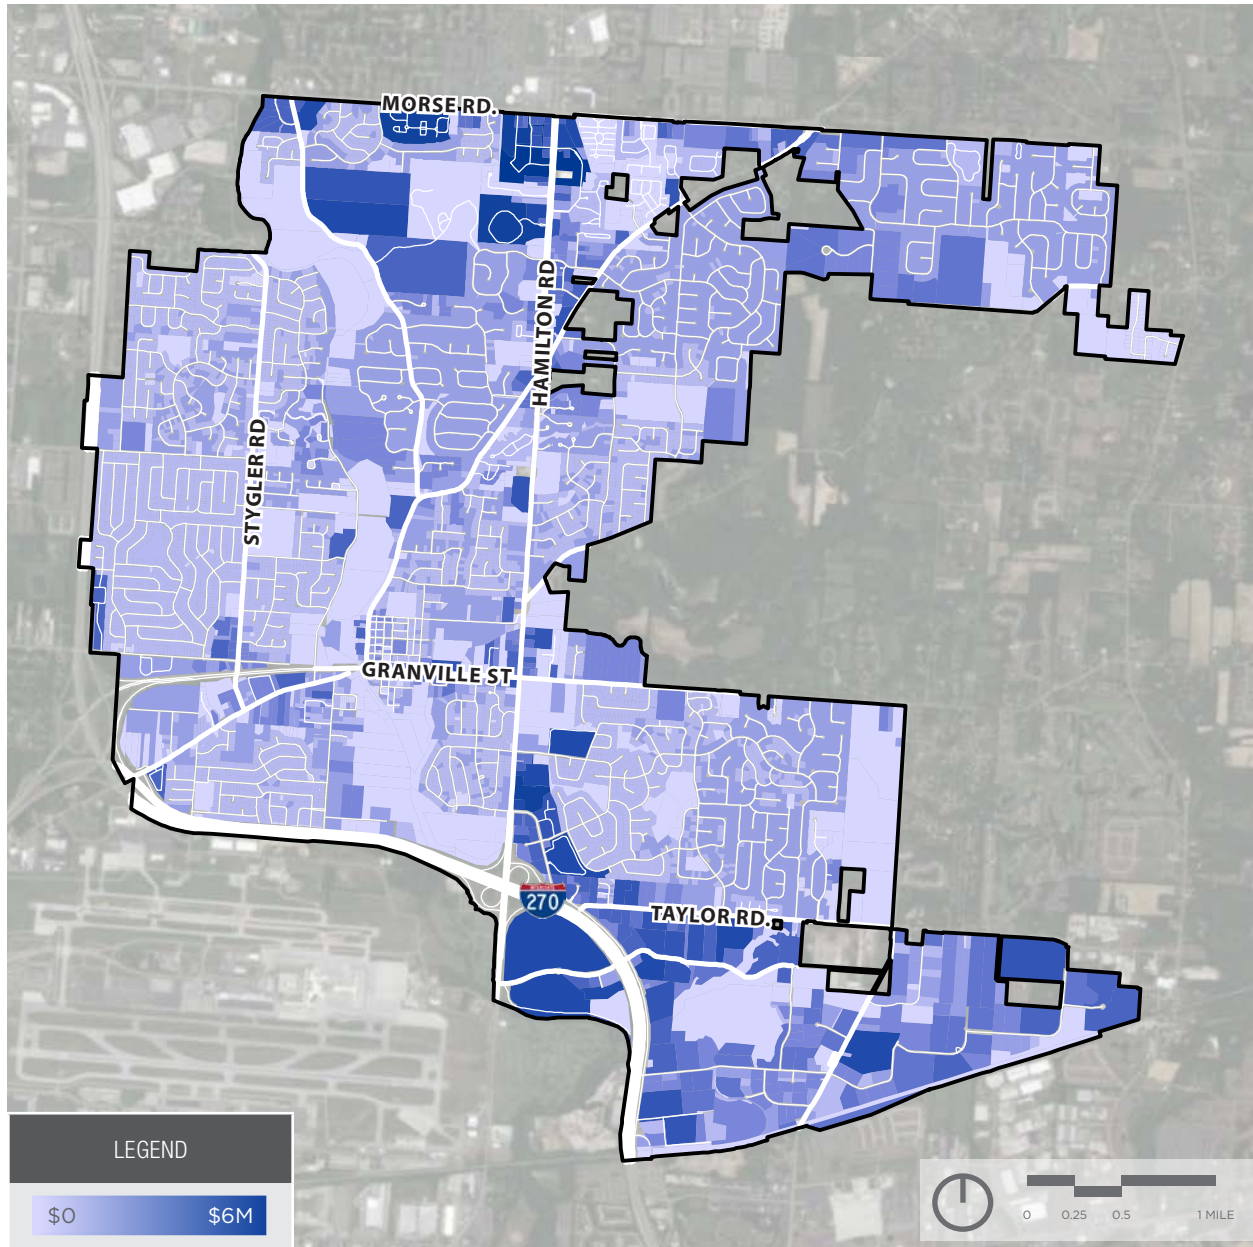 MORSE RD.
HAMILTON RD
STYGLER RD
GRANVILLE ST
INTERSTATE
270
TAYLOR RD.
LEGEND
$0 $6M
0 0.25 0.5 1 MILE